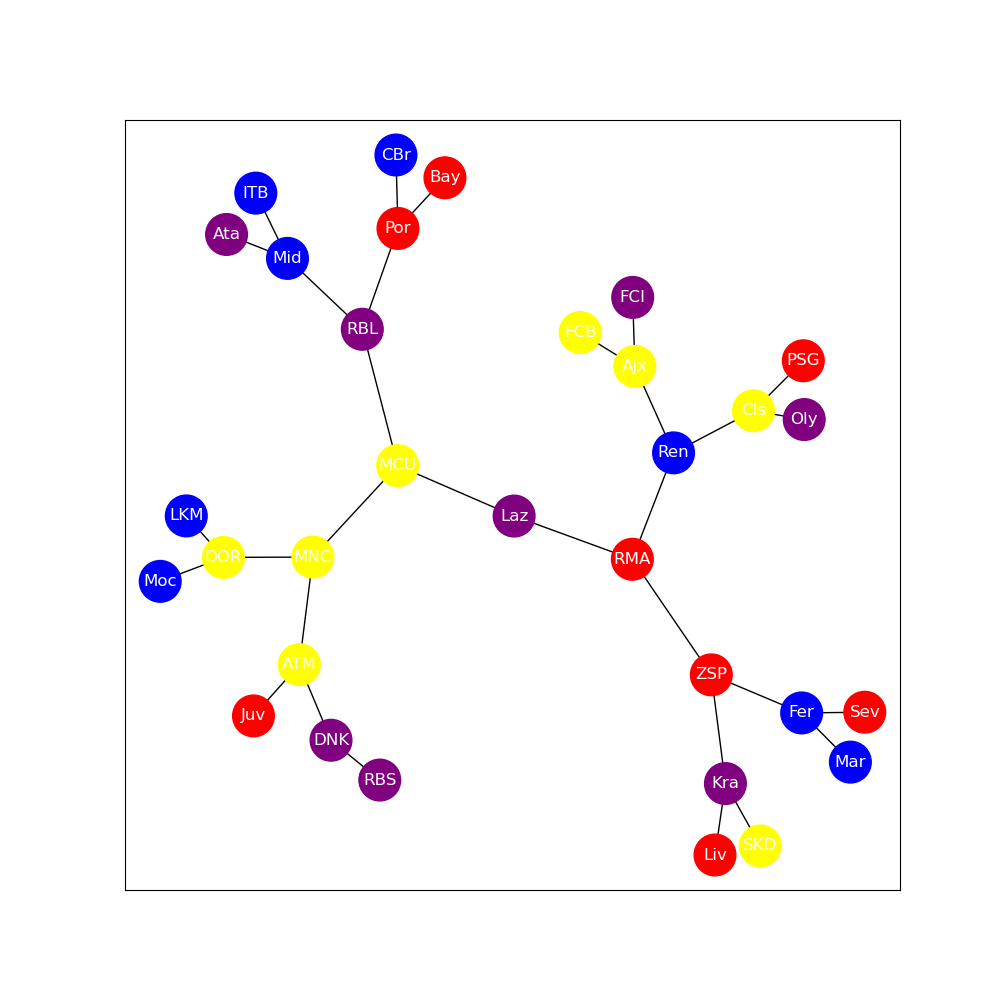 CBr
Bay
ITB
Por
Ata
Mid
FCI
RBL
FCB
PSG
Ajx
Cls
Oly
Ren
MCU
LKM
Laz
DOR
MNC
RMA
Moc
ATM
ZSP
Juv
Fer
Sev
DNK
Mar
RBS
Kra
SKD
Liv